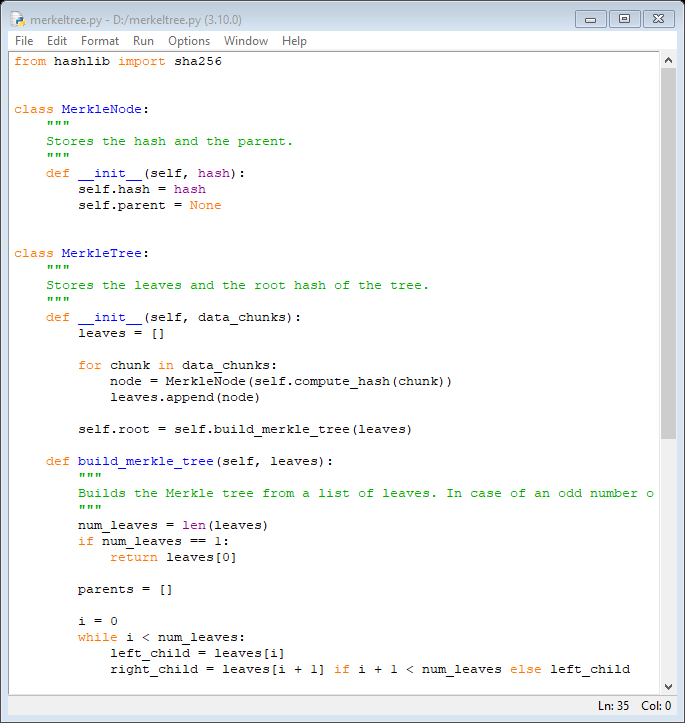 merkeltree.py - D:/merkeltree.py (3.10.0)
File Edit Format Run Options Window Help
from hashlib import sha256
class MerkleNode:
"""
Stores the hash and the parent.
"""
def __init__(self, hash):
self.hash = hash
self.parent = None
class MerkleTree:
"""
Stores the leaves and the root hash of the tree.
"""
def __init__(self, data_chunks):
leaves = []
for chunk in data_chunks:
node = MerkleNode(self.compute_hash(chunk))
leaves.append(node)
self.root = self.build_merkle_tree(leaves)
def build_merkle_tree(self, leaves):
"""
Builds the Merkle tree from a list of leaves. In case of an odd number o
"""
num_leaves = len(leaves)
if num_leaves == 1:
return leaves[0]
parents = []
i = 0
while i < num_leaves:
left_child = leaves[i]
right_child = leaves[i + 1] if i + 1 < num_leaves else left_child
Ln: 35 Col: 0